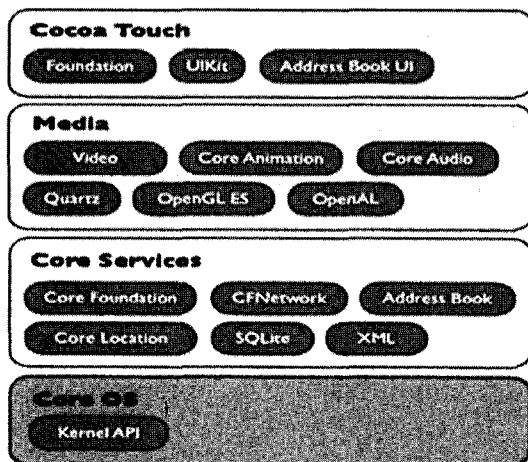 Cocoa Touch
Foundation UIKit Address Book UI
Media
Video Core Animation Core Audio
Quartz OpenGL ES OpenAL
Core Services
Core Foundation CFNetwork Address Book
Core Location SQLite XML
Core OS
Kernel API